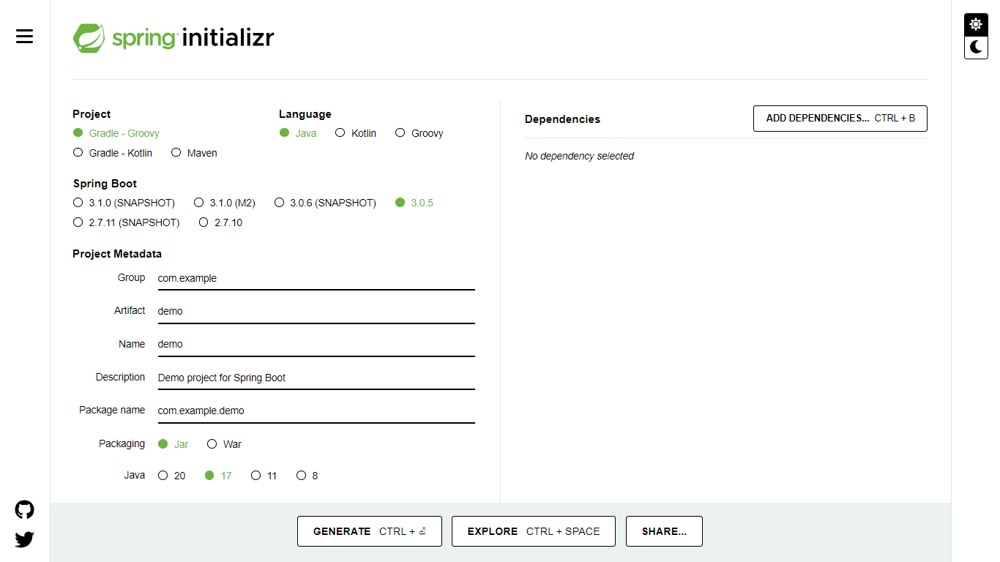 spring initializr
Project
Gradle - Groovy
Gradle - Kotlin Maven
Language
Java Kotlin Groovy
Spring Boot
3.1.0 (SNAPSHOT) 3.1.0 (M2) 3.0.6 (SNAPSHOT) 3.0.5
2.7.11 (SNAPSHOT) 2.7.10
Project Metadata
Group com.example
Artifact demo
Name demo
Description Demo project for Spring Boot
Package name com.example.demo
Packaging Jar War
Java 20 17 11 8
Dependencies
ADD DEPENDENCIES... CTRL + B
No dependency selected
GENERATE CTRL + ⏎ EXPLORE CTRL + SPACE SHARE...